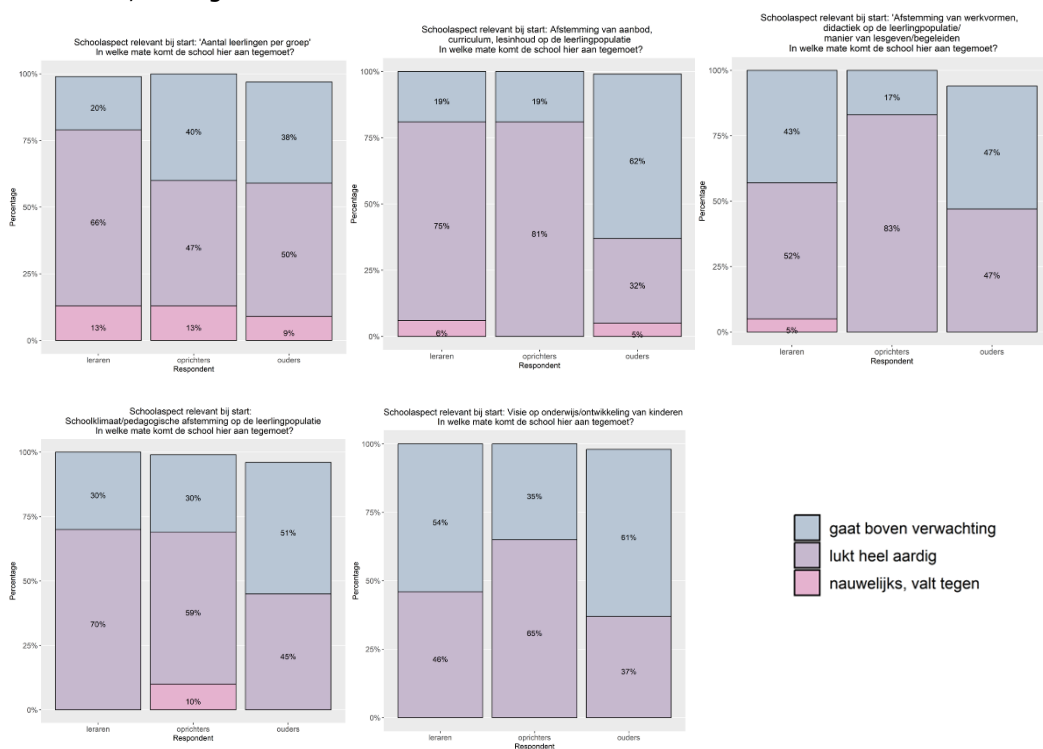 Schoolaspect relevant bij start: 'Aantal leerlingen per groep'
In welke mate komt de school hier aan tegemoet?
100%
75%
50%
25%
0%
Percentage
20%
66%
13%
40%
47%
13%
38%
50%
9%
leraren
oprichters
ouders
Respondent
Schoolaspect relevant bij start: Afstemming van aanbod,
curriculum, lesinhoud op de leerlingpopulatie
In welke mate komt de school hier aan tegemoet?
100%
75%
50%
25%
0%
Percentage
19%
75%
6%
19%
81%
62%
32%
5%
leraren
oprichters
ouders
Respondent
Schoolaspect relevant bij start: 'Afstemming van werkvormen,
didactiek op de leerlingpopulatie/
manier van lesgeven/begeleiden
In welke mate komt de school hier aan tegemoet?
100%
75%
50%
25%
0%
Percentage
43%
52%
5%
17%
83%
47%
47%
leraren
oprichters
ouders
Respondent
Schoolaspect relevant bij start:
Schoolklimaat/pedagogische afstemming op de leerlingpopulatie
In welke mate komt de school hier aan tegemoet?
100%
75%
50%
25%
0%
Percentage
30%
70%
30%
59%
10%
51%
45%
leraren
oprichters
ouders
Respondent
Schoolaspect relevant bij start: Visie op onderwijs/ontwikkeling van kinderen
In welke mate komt de school hier aan tegemoet?
100%
75%
50%
25%
0%
Percentage
54%
46%
35%
65%
61%
37%
leraren
oprichters
ouders
Respondent
gaat boven verwachting
lukt heel aardig
nauwelijks, valt tegen